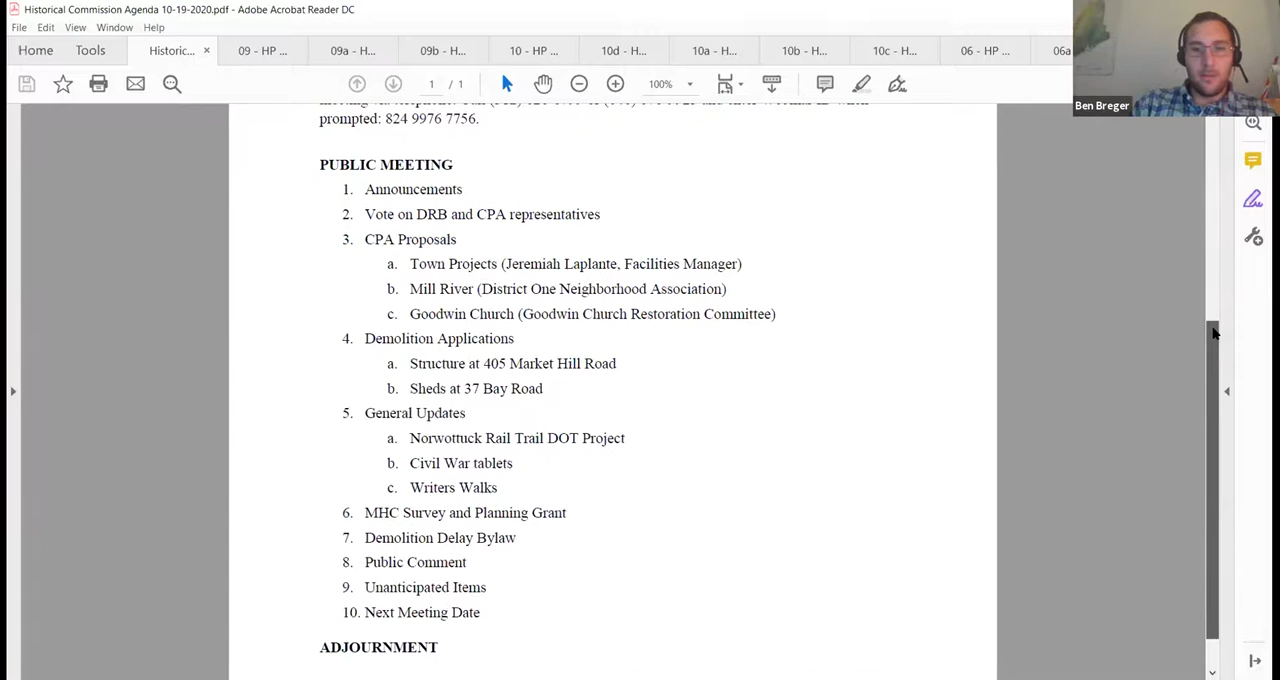 Historical Commission Agenda 10-19-2020.pdf - Adobe Acrobat Reader DC
File Edit View Window Help
Home Tools Historic... × 09 - HP ... 09a - H... 09b - H... 10 - HP ... 10d - H... 10a - H... 10b - H... 10c - H... 06 - HP ... 06a
1 / 1 100%
Ben Breger
prompted: 824 9976 7756.
PUBLIC MEETING
1. Announcements
2. Vote on DRB and CPA representatives
3. CPA Proposals
a. Town Projects (Jeremiah Laplante, Facilities Manager)
b. Mill River (District One Neighborhood Association)
c. Goodwin Church (Goodwin Church Restoration Committee)
4. Demolition Applications
a. Structure at 405 Market Hill Road
b. Sheds at 37 Bay Road
5. General Updates
a. Norwottuck Rail Trail DOT Project
b. Civil War tablets
c. Writers Walks
6. MHC Survey and Planning Grant
7. Demolition Delay Bylaw
8. Public Comment
9. Unanticipated Items
10. Next Meeting Date
ADJOURNMENT